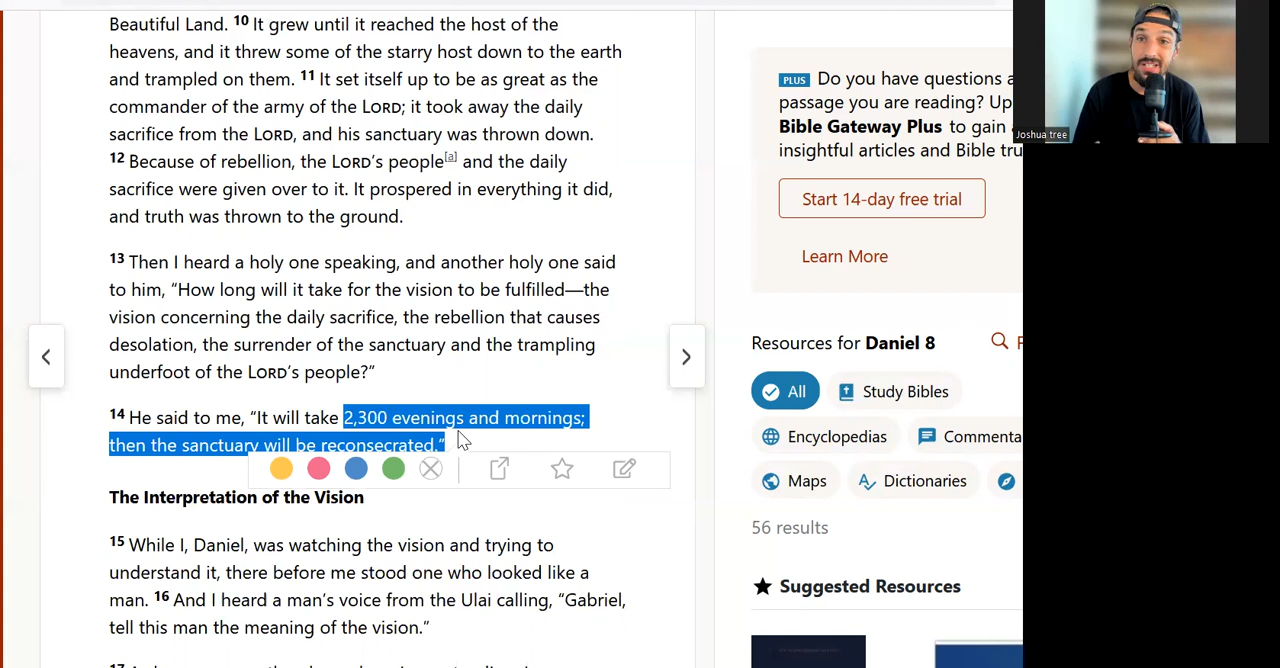 Beautiful Land. 10 It grew until it reached the host of the
heavens, and it threw some of the starry host down to the earth
and trampled on them. 11 It set itself up to be as great as the
commander of the army of the LORD; it took away the daily
sacrifice from the LORD, and his sanctuary was thrown down.
12 Because of rebellion, the LORD’s people[a] and the daily
sacrifice were given over to it. It prospered in everything it did,
and truth was thrown to the ground.
13 Then I heard a holy one speaking, and another holy one said
to him, “How long will it take for the vision to be fulfilled—the
vision concerning the daily sacrifice, the rebellion that causes
desolation, the surrender of the sanctuary and the trampling
underfoot of the LORD’s people?”
14 He said to me, “It will take 2,300 evenings and mornings;
then the sanctuary will be reconsecrated.”
The Interpretation of the Vision
15 While I, Daniel, was watching the vision and trying to
understand it, there before me stood one who looked like a
man. 16 And I heard a man’s voice from the Ulai calling, “Gabriel,
tell this man the meaning of the vision.”
PLUS Do you have questions a
passage you are reading? Up
Bible Gateway Plus to gain
insightful articles and Bible tru
Start 14-day free trial
Learn More
Resources for Daniel 8
All
Study Bibles
Encyclopedias
Commenta
Maps
Dictionaries
56 results
Suggested Resources
Joshua tree